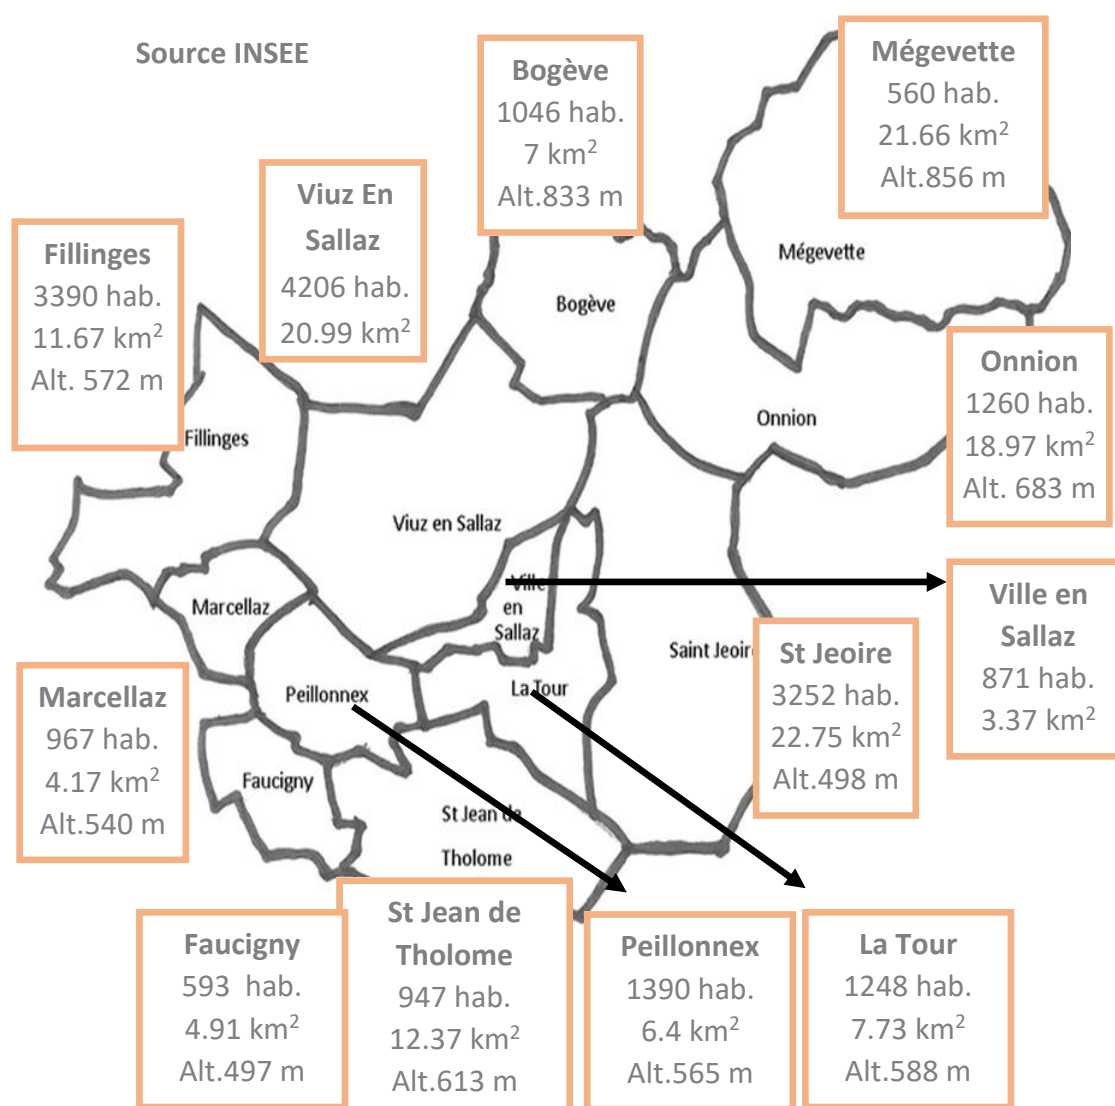 Source INSEE
Bogève
1046 hab.
7 km²
Alt.833 m
Mégevette
560 hab.
21.66 km²
Alt.856 m
Viuz En
Sallaz
4206 hab.
20.99 km²
Fillinges
3390 hab.
11.67 km²
Alt. 572 m
Mégevette
Bogève
Onnion
1260 hab.
18.97 km²
Alt. 683 m
Onnion
Fillinges
Viuz en Sallaz
Ville
en
Sallaz
Ville en
Sallaz
871 hab.
3.37 km²
Marcellaz
Saint Jeoire
St Jeoire
3252 hab.
22.75 km²
Alt.498 m
Marcellaz
967 hab.
4.17 km²
Alt.540 m
Peillonnex
La Tour
Faucigny
St Jean de
Tholome
Faucigny
593 hab.
4.91 km²
Alt.497 m
St Jean de
Tholome
947 hab.
12.37 km²
Alt.613 m
Peillonnex
1390 hab.
6.4 km²
Alt.565 m
La Tour
1248 hab.
7.73 km²
Alt.588 m